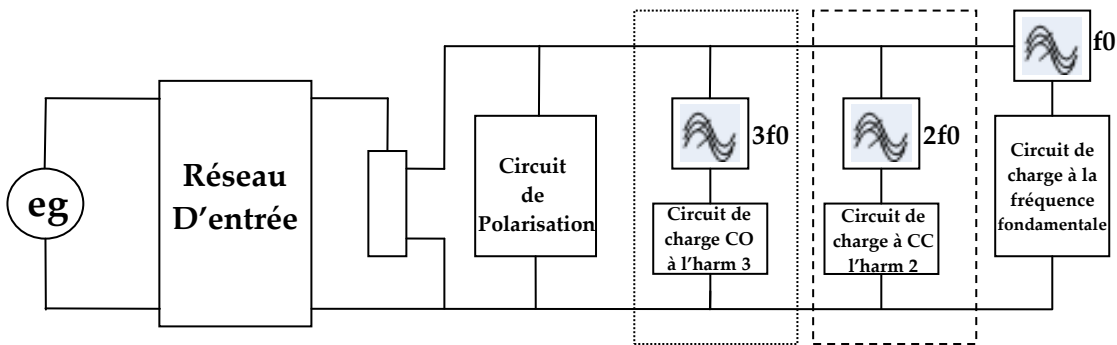 eg
Réseau
D'entrée
Circuit
de
Polarisation
3f0
Circuit de
charge CO
à l'harm 3
2f0
Circuit de
charge à CC
l'harm 2
f0
Circuit de
charge à la
fréquence
fondamentale